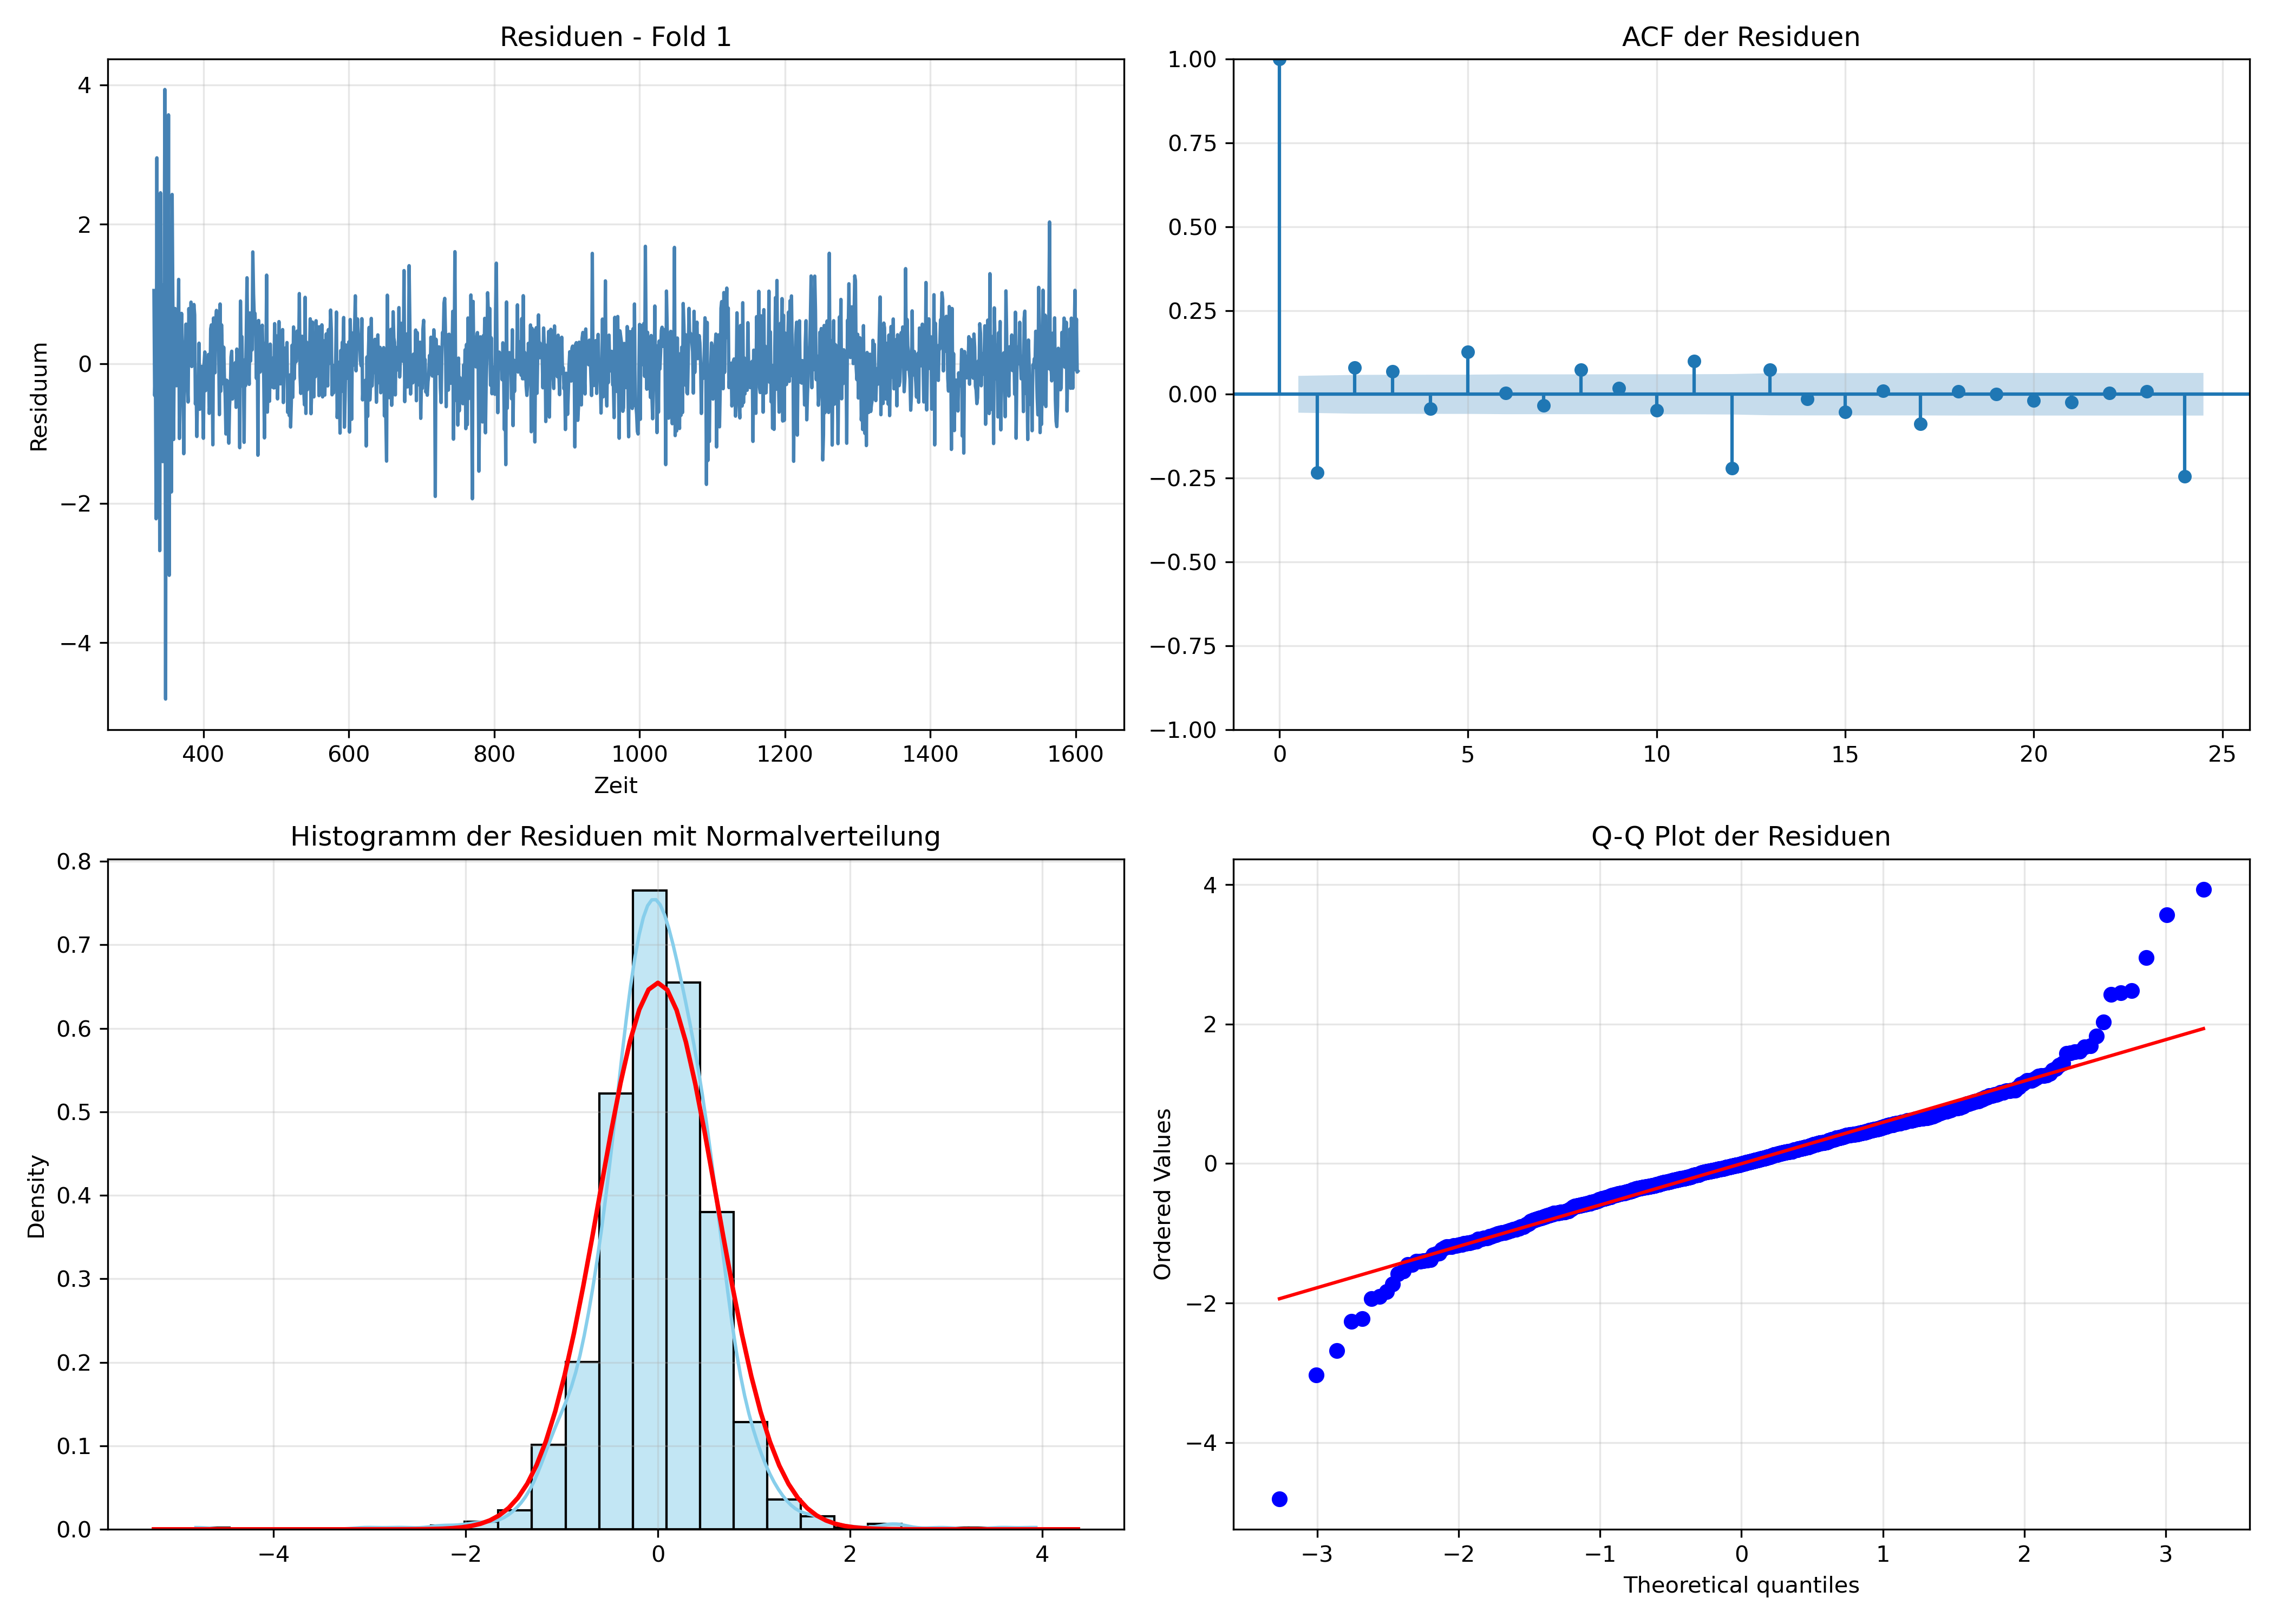 Residuen - Fold 1
4
2
0
−2
−4
Residuum
400 600 800 1000 1200 1400 1600
Zeit
ACF der Residuen
1.00
0.75
0.50
0.25
0.00
−0.25
−0.50
−0.75
−1.00
0 5 10 15 20 25
Histogramm der Residuen mit Normalverteilung
0.8
0.7
0.6
0.5
0.4
0.3
0.2
0.1
0.0
Density
−4 −2 0 2 4
Q-Q Plot der Residuen
4
2
0
−2
−4
Ordered Values
−3 −2 −1 0 1 2 3
Theoretical quantiles